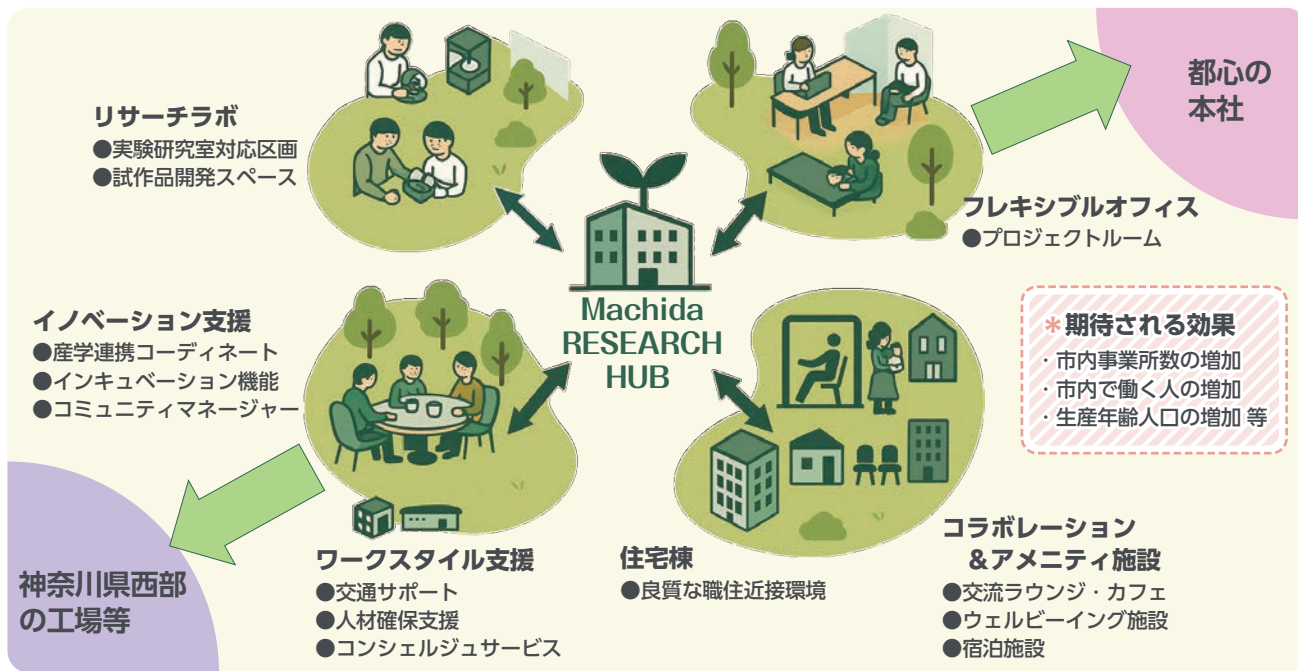 リサーチラボ
●実験研究室対応区画
●試作品開発スペース
都心の
本社
フレキシブルオフィス
●プロジェクトルーム
Machida
RESEARCH
HUB
イノベーション支援
●産学連携コーディネート
●インキュベーション機能
●コミュニティマネージャー
＊期待される効果
・市内事業所数の増加
・市内で働く人の増加
・生産年齢人口の増加 等
神奈川県西部
の工場等
ワークスタイル支援
●交通サポート
●人材確保支援
●コンシェルジュサービス
住宅棟
●良質な職住近接環境
コラボレーション
＆アメニティ施設
●交流ラウンジ・カフェ
●ウェルビーイング施設
●宿泊施設